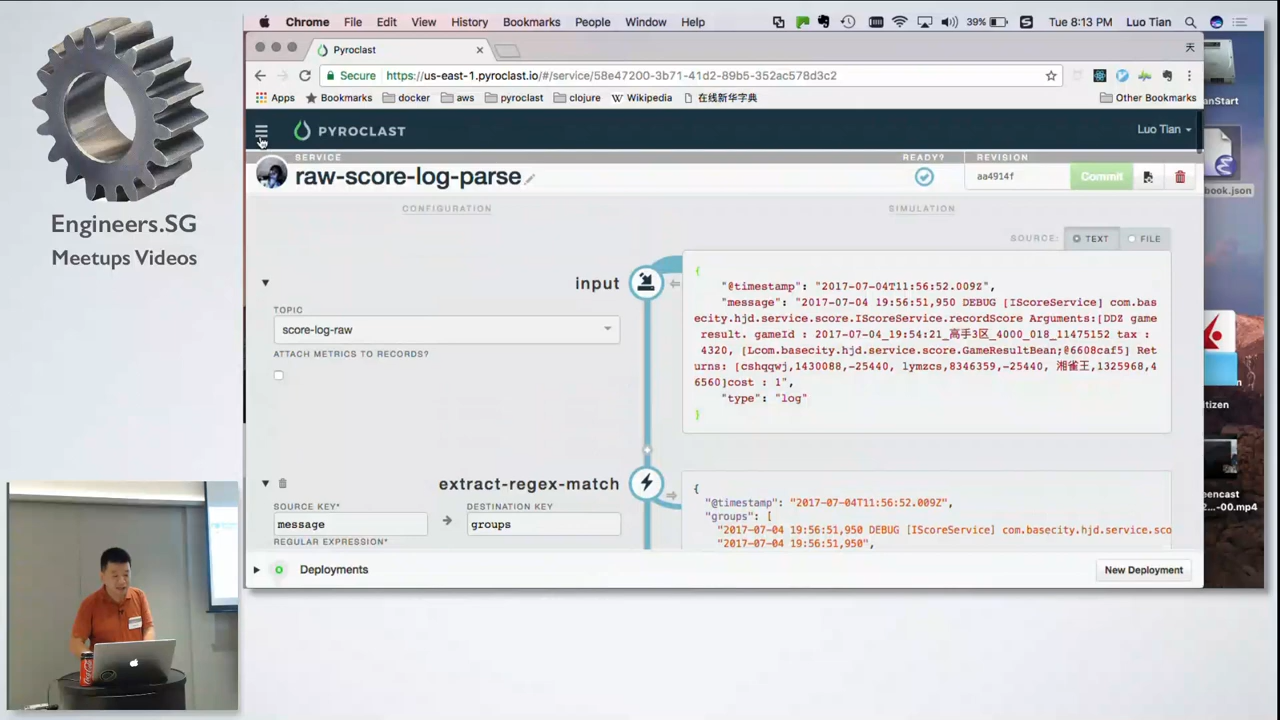 Engineers.SG
Meetups Videos
Chrome File Edit View History Bookmarks People Window Help 39% Tue 8:13 PM Luo Tian
Pyroclast
天
Secure https://us-east-1.pyroclast.io/#/service/58e47200-3b71-41d2-89b5-352ac578d3c2
Apps Bookmarks docker aws pyroclast clojure Wikipedia 在线新华字典 Other Bookmarks
PYROCLAST
Luo Tian
SERVICE
raw-score-log-parse
READY?
REVISION
aa4914f
Commit
CONFIGURATION
SIMULATION
SOURCE: TEXT FILE
input
TOPIC
score-log-raw
ATTACH METRICS TO RECORDS?
{
"@timestamp": "2017-07-04T11:56:52.009Z",
"message": "2017-07-04 19:56:51,950 DEBUG [IScoreService] com.bas
ecity.hjd.service.score.IScoreService.recordScore Arguments:[DDZ game
result. gameId : 2017-07-04_19:54:21_高手3区_4000_018_11475152 tax :
4320, [Lcom.basecity.hjd.service.score.GameResultBean;@6608caf5] Ret
urns: [cshqqwj,1430088,-25440, lymzcs,8346359,-25440, 湘雀王,1325968,4
6560]cost : 1",
"type": "log"
}
extract-regex-match
SOURCE KEY*
message
DESTINATION KEY
groups
REGULAR EXPRESSION*
{
"@timestamp": "2017-07-04T11:56:52.009Z",
"groups": [
"2017-07-04 19:56:51,950 DEBUG [IScoreService] com.basecity.hjd.service.sco
"2017-07-04 19:56:51,950",
Deployments
New Deployment
anStart
book.json
tizen
eencast
2...-00.mp4